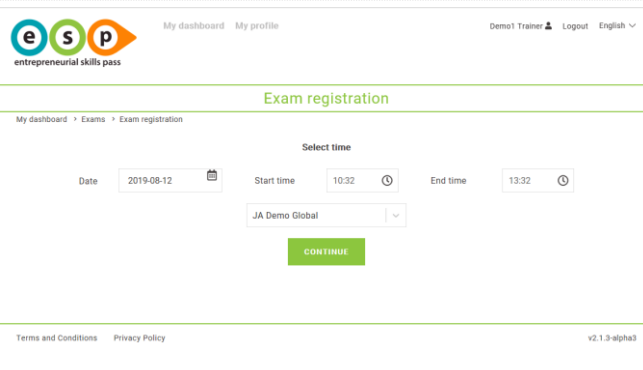 esp
entrepreneurial skills pass
My dashboard My profile
Demo1 Trainer Logout English
Exam registration
My dashboard > Exams > Exam registration
Select time
Date 2019-08-12 Start time 10:32 End time 13:32
JA Demo Global
CONTINUE
Terms and Conditions Privacy Policy v2.1.3-alpha3